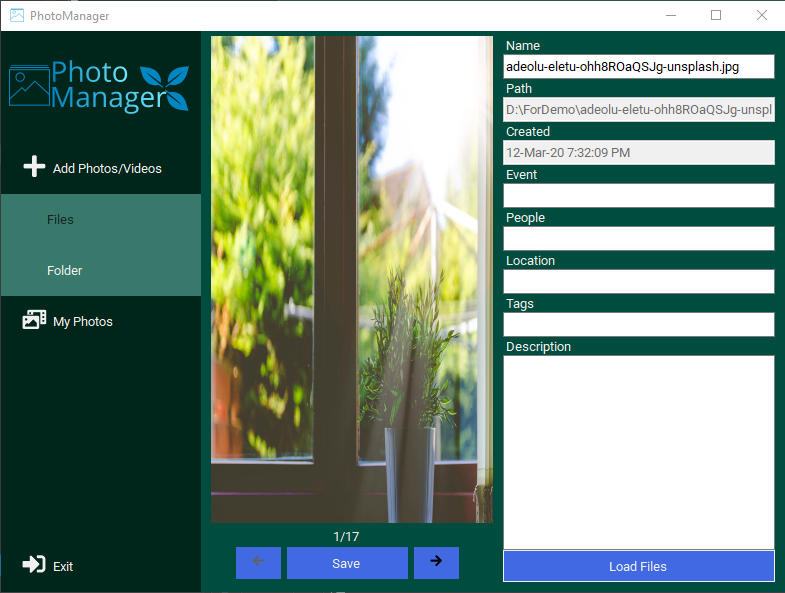 PhotoManager
Photo
Manager
Add Photos/Videos
Files
Folder
My Photos
Exit
1/17
Save
Name
adeolu-eletu-ohh8ROaQSJg-unsplash.jpg
Path
D:\ForDemo\adeolu-eletu-ohh8ROaQSJg-unspl
Created
12-Mar-20 7:32:09 PM
Event
People
Location
Tags
Description
Load Files